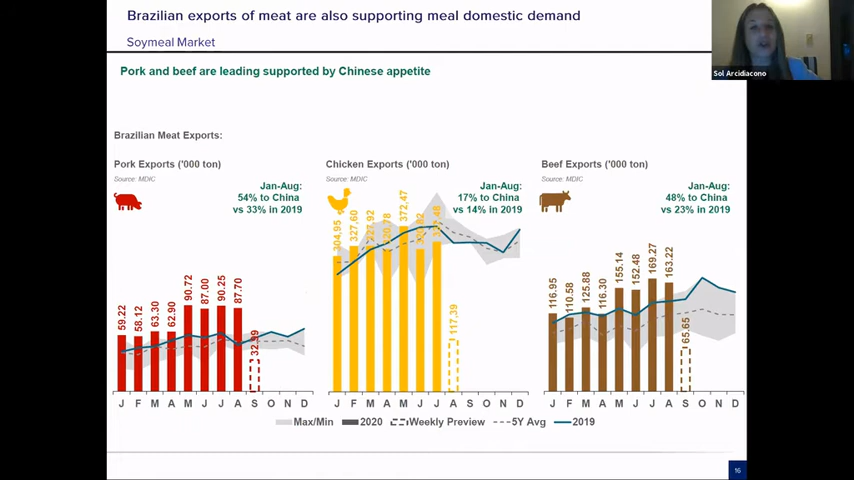 Brazilian exports of meat are also supporting meal domestic demand
Soymeal Market
Sol Arcidiacono
Pork and beef are leading supported by Chinese appetite
Brazilian Meat Exports:
Pork Exports ('000 ton)
Source: MDIC
Jan-Aug:
54% to China
vs 33% in 2019
59.22
58.12
63.30
62.90
90.72
87.00
90.25
87.70
J F M A M J J A S O N D
Chicken Exports ('000 ton)
Source: MDIC
Jan-Aug:
17% to China
vs 14% in 2019
304.95
327,60
372,47
117,39
J F M A M J J A S O N D
Beef Exports ('000 ton)
Source: MDIC
Jan-Aug:
48% to China
vs 23% in 2019
116.95
110.58
125.88
116.30
155.14
152.48
169.27
163.22
65.65
J F M A M J J A S O N D
Max/Min 2020 Weekly Preview 5Y Avg 2019
16